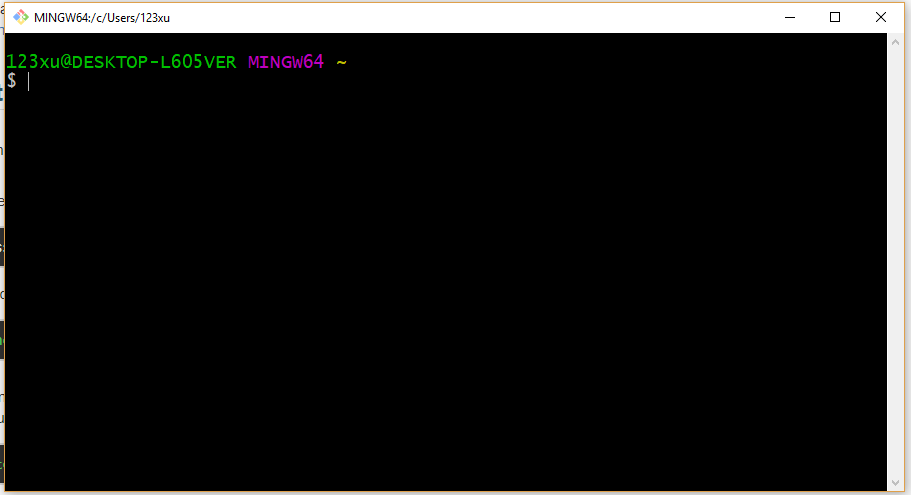 MINGW64:/c/Users/123xu
123xu@DESKTOP-L605VER MINGW64 ~
$